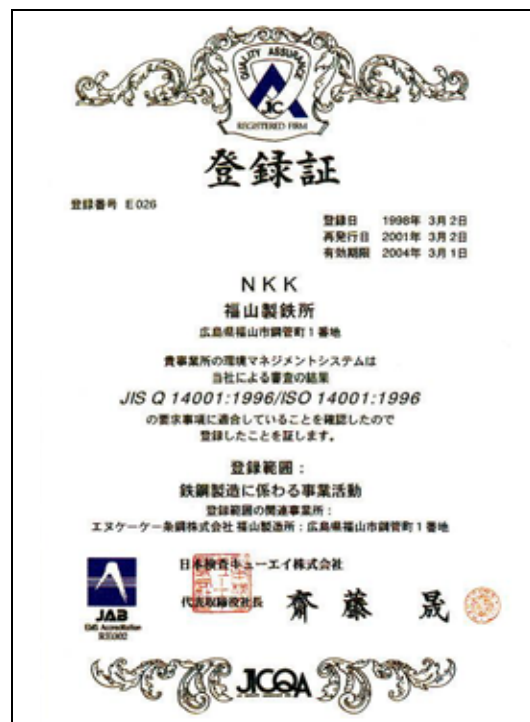 QUALITY ASSURANCE
JIC
REGISTERED FIRM
登録証
登録番号 E026
登録日 1998年 3月2日
再発行日 2001年 3月2日
有効期限 2004年 3月1日
NKK
福山製鉄所
広島県福山市鋼管町1番地
貴事業所の環境マネジメントシステムは
当社による審査の結果
JIS Q 14001:1996/ISO 14001:1996
の要求事項に適合していることを確認したので
登録したことを証します。
登録範囲:
鉄鋼製造に係わる事業活動
登録範囲の関連事業所:
エヌケーケー条鋼株式会社 福山製造所:広島県福山市鋼管町1番地
日本検査キューエイ株式会社
代表取締役社長 齋藤 晟
JAB
EMS Accreditation
RE002
JICQA